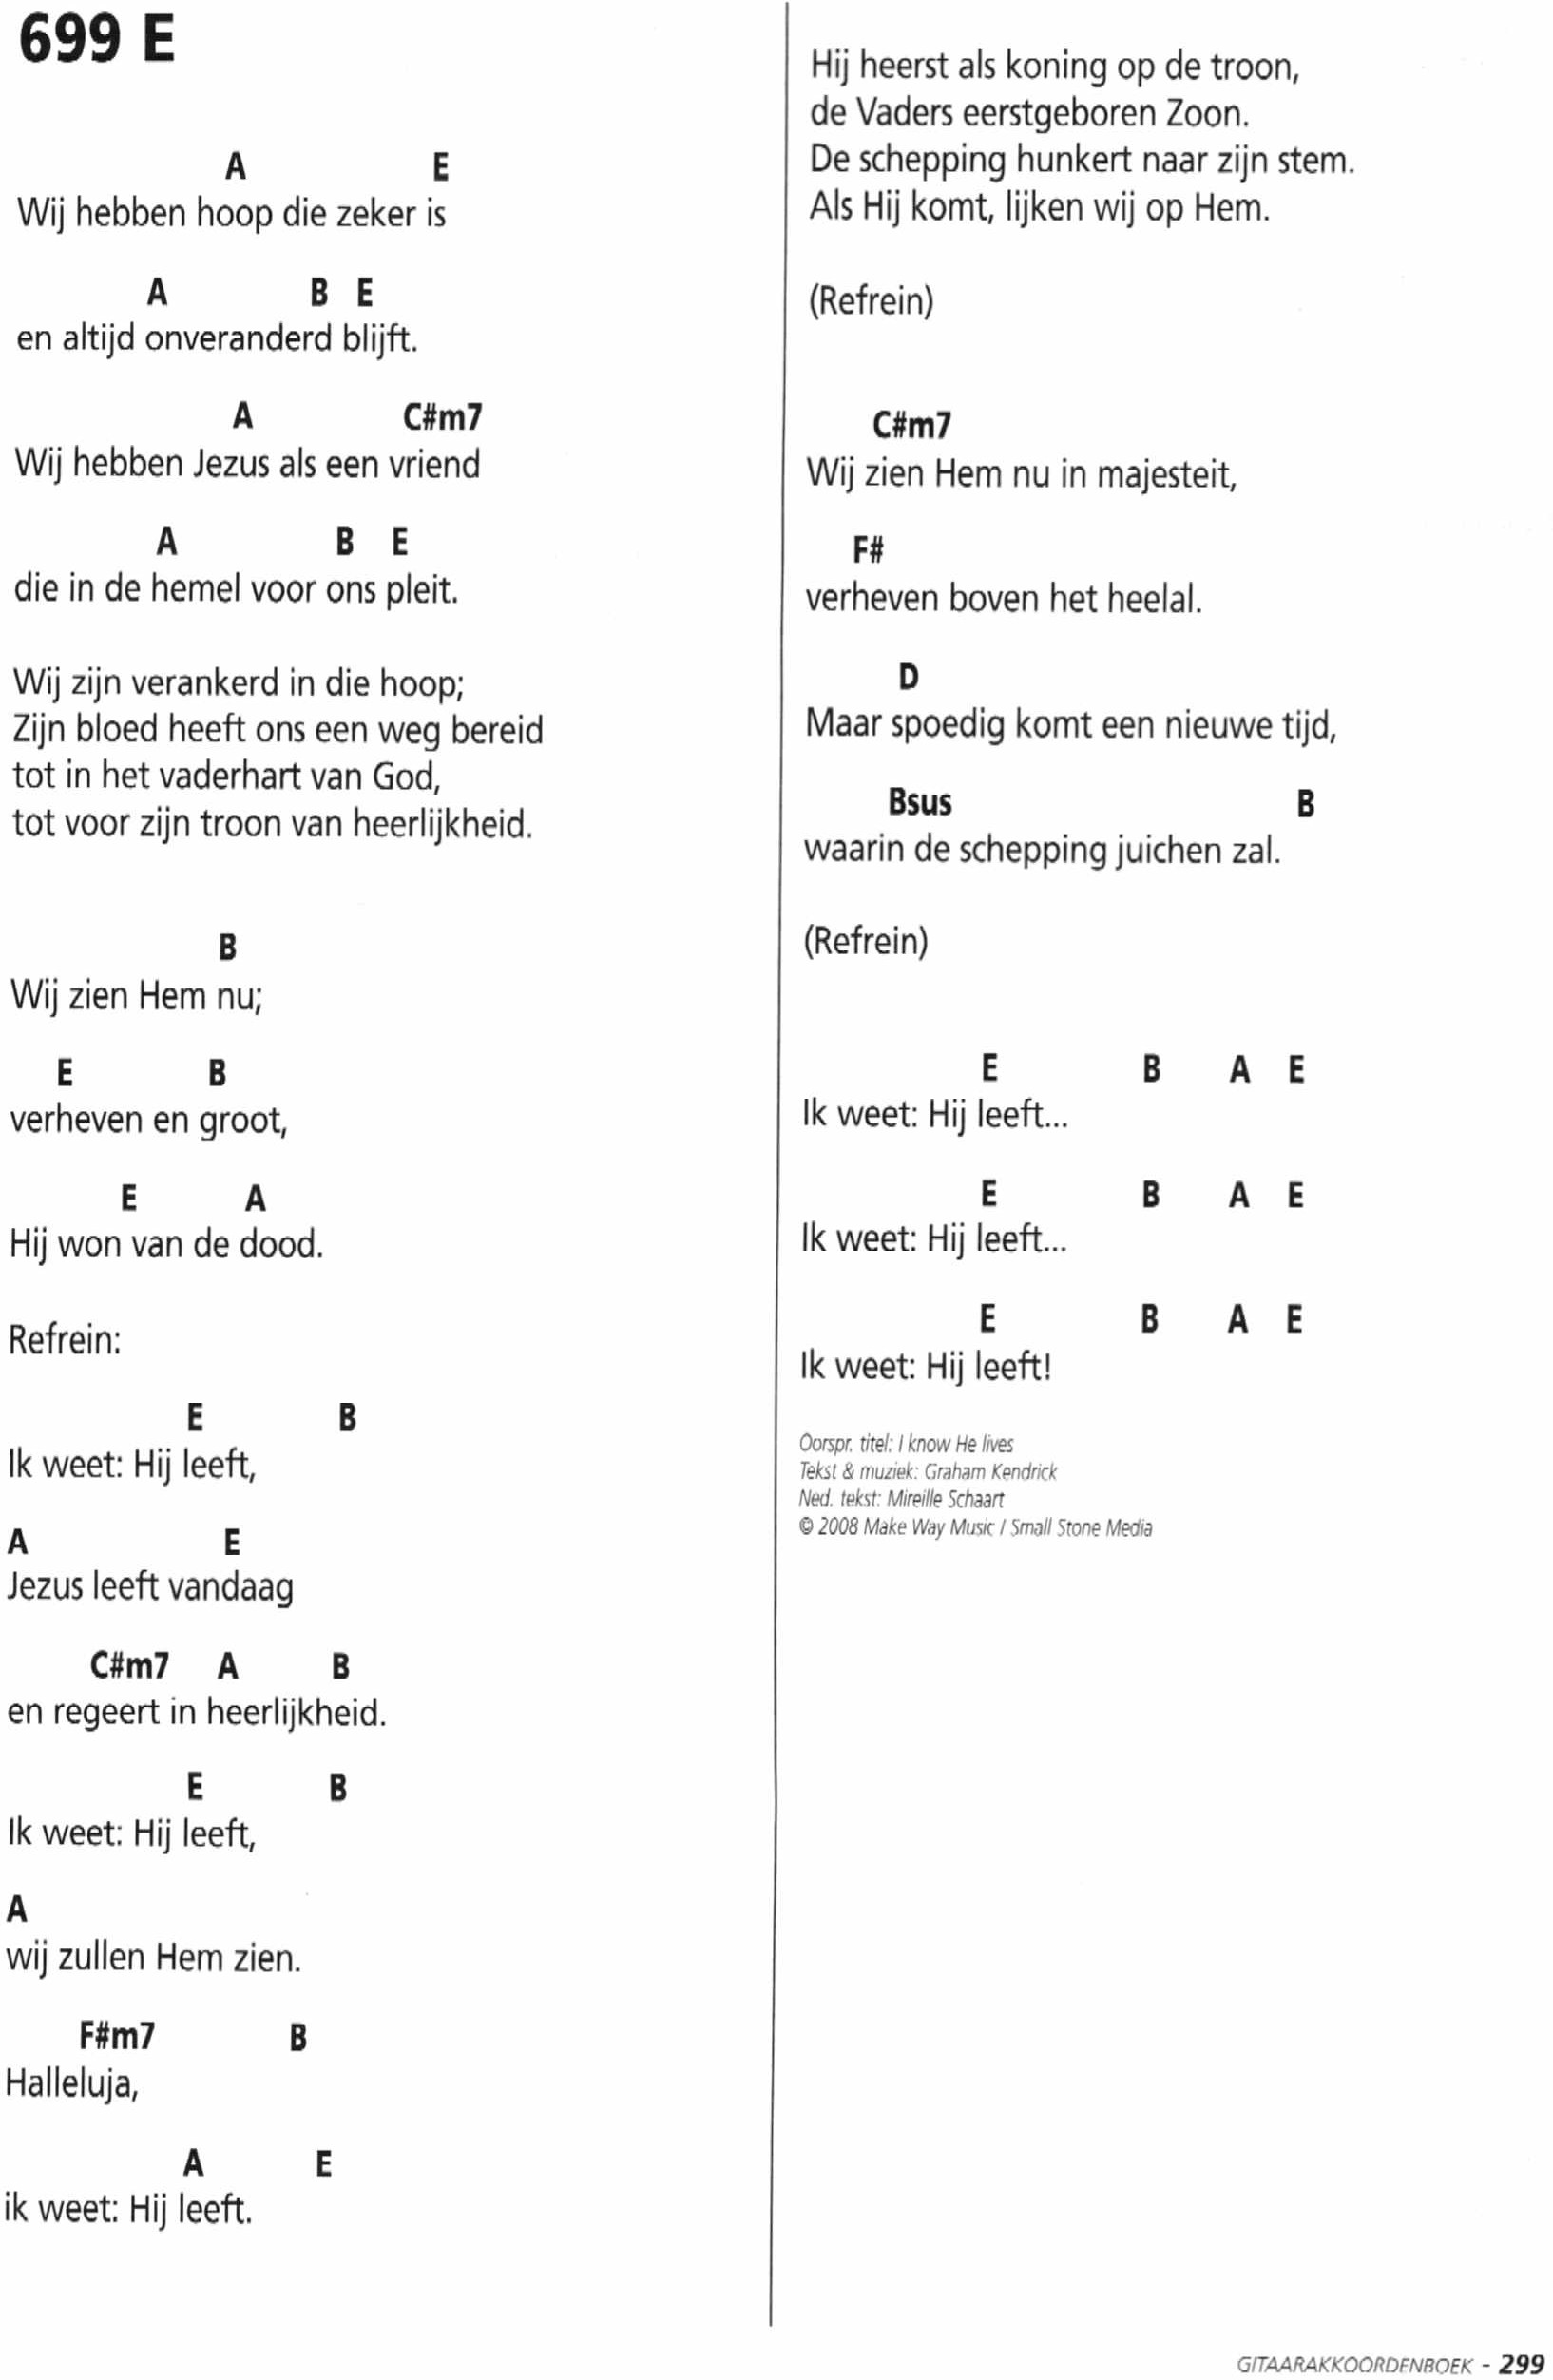 699 E
A E
Wij hebben hoop die zeker is
A B E
en altijd onveranderd blijft.
A C#m7
Wij hebben Jezus als een vriend
A B E
die in de hemel voor ons pleit.
Wij zijn verankerd in die hoop;
Zijn bloed heeft ons een weg bereid
tot in het vaderhart van God,
tot voor zijn troon van heerlijkheid.
B
Wij zien Hem nu;
E B
verheven en groot,
E A
Hij won van de dood.
Refrein:
E B
Ik weet: Hij leeft,
A E
Jezus leeft vandaag
C#m7 A B
en regeert in heerlijkheid.
E B
Ik weet: Hij leeft,
A
wij zullen Hem zien.
F#m7 B
Halleluja,
A E
ik weet: Hij leeft.
Hij heerst als koning op de troon,
de Vaders eerstgeboren Zoon.
De schepping hunkert naar zijn stem.
Als Hij komt, lijken wij op Hem.
(Refrein)
C#m7
Wij zien Hem nu in majesteit,
F#
verheven boven het heelal.
D
Maar spoedig komt een nieuwe tijd,
Bsus B
waarin de schepping juichen zal.
(Refrein)
E B A E
Ik weet: Hij leeft...
E B A E
Ik weet: Hij leeft...
E B A E
Ik weet: Hij leeft!
Oorspr. titel: I know He lives
Tekst & muziek: Graham Kendrick
Ned. tekst: Mireille Schaart
© 2008 Make Way Music / Small Stone Media
GITAARAKKOORDENBOEK - 299